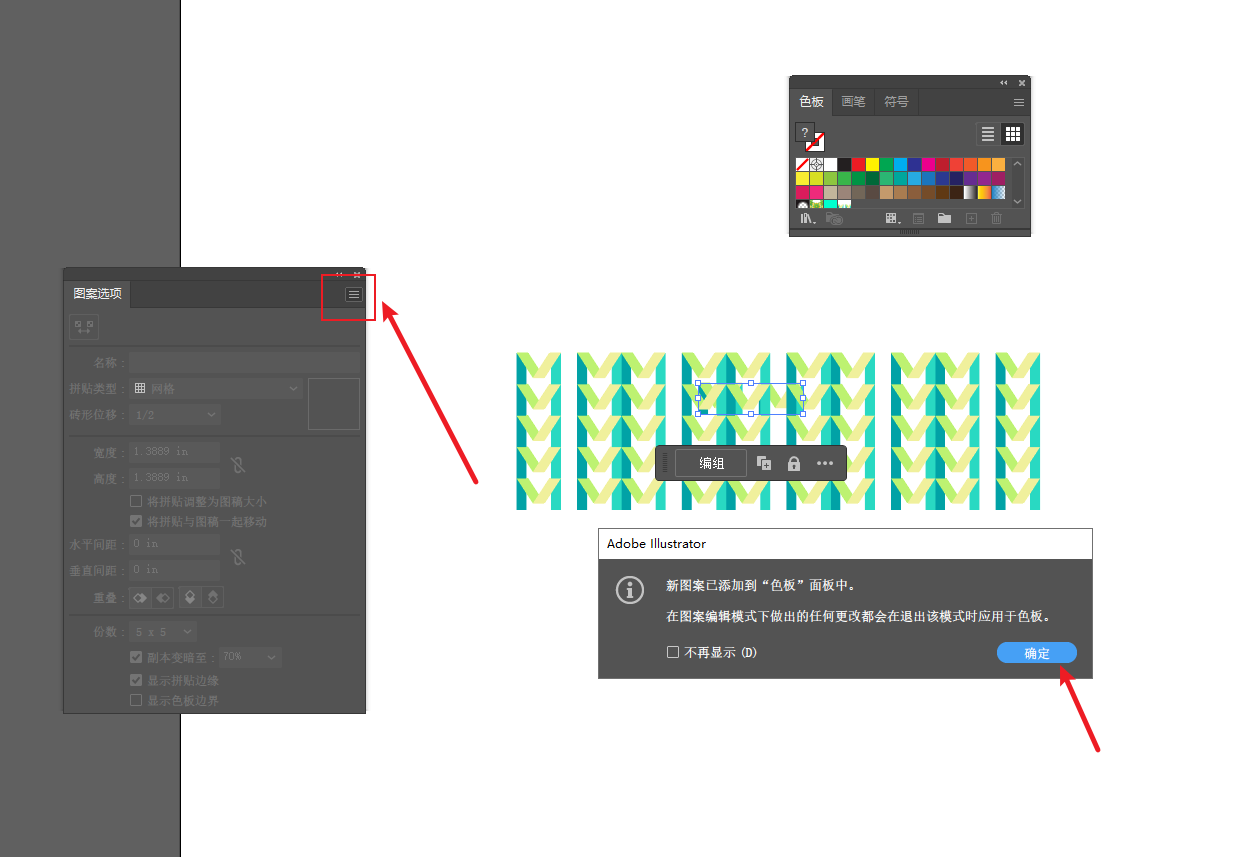 色板 画笔 符号
?
图案选项
名称：
拼贴类型： 网格
砖形位移： 1/2
宽度： 1.3889 in
高度： 1.3889 in
将拼贴调整为图稿大小
将拼贴与图稿一起移动
水平间距： 0 in
垂直间距： 0 in
重叠：
份数： 5 x 5
副本变暗至： 70%
显示拼贴边缘
显示色板边界
编组
Adobe Illustrator
新图案已添加到“色板”面板中。
在图案编辑模式下做出的任何更改都会在退出该模式时应用于色板。
不再显示 (D) 确定